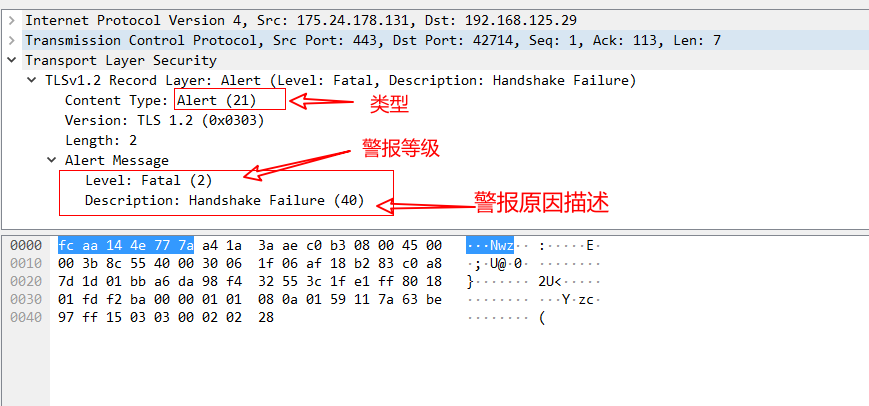 Internet Protocol Version 4, Src: 175.24.178.131, Dst: 192.168.125.29
Transmission Control Protocol, Src Port: 443, Dst Port: 42714, Seq: 1, Ack: 113, Len: 7
Transport Layer Security
TLSv1.2 Record Layer: Alert (Level: Fatal, Description: Handshake Failure)
Content Type: Alert (21)
类型
Version: TLS 1.2 (0x0303)
Length: 2
Alert Message
警报等级
Level: Fatal (2)
Description: Handshake Failure (40)
警报原因描述
0000 fc aa 14 4e 77 7a a4 1a 3a ae c0 b3 08 00 45 00 ···Nwz·· :·····E·
0010 00 3b 8c 55 40 00 30 06 1f 06 af 18 b2 83 c0 a8 ·;·U@·0· ········
0020 7d 1d 01 bb a6 da 98 f4 32 55 3c 1f e1 ff 80 18 }······· 2U<·····
0030 01 fd f2 ba 00 00 01 01 08 0a 01 59 11 7a 63 be ········ ···Y·zc·
0040 97 ff 15 03 03 00 02 02 28 ········ (